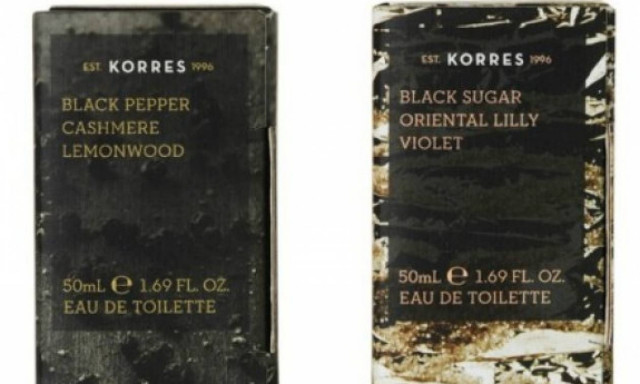 EST. KORRES 1996
BLACK PEPPER
CASHMERE
LEMONWOOD
50mL ℮ 1.69 FL. OZ.
EAU DE TOILETTE
EST. KORRES 1996
BLACK SUGAR
ORIENTAL LILLY
VIOLET
50mL ℮ 1.69 FL. OZ.
EAU DE TOILETTE